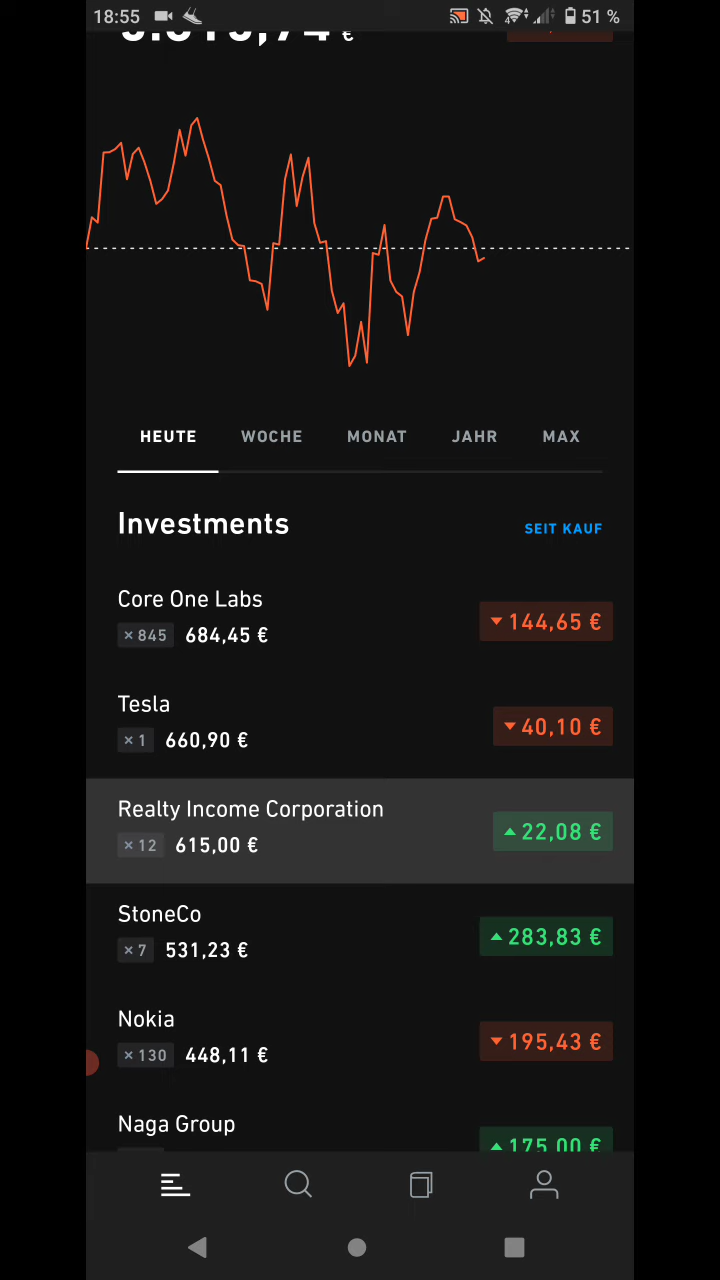 18:55
51 %
€
HEUTE WOCHE MONAT JAHR MAX
Investments
SEIT KAUF
Core One Labs
× 845 684,45 €
▼ 144,65 €
Tesla
× 1 660,90 €
▼ 40,10 €
Realty Income Corporation
× 12 615,00 €
▲ 22,08 €
StoneCo
× 7 531,23 €
▲ 283,83 €
Nokia
× 130 448,11 €
▼ 195,43 €
Naga Group
▲ 175,00 €